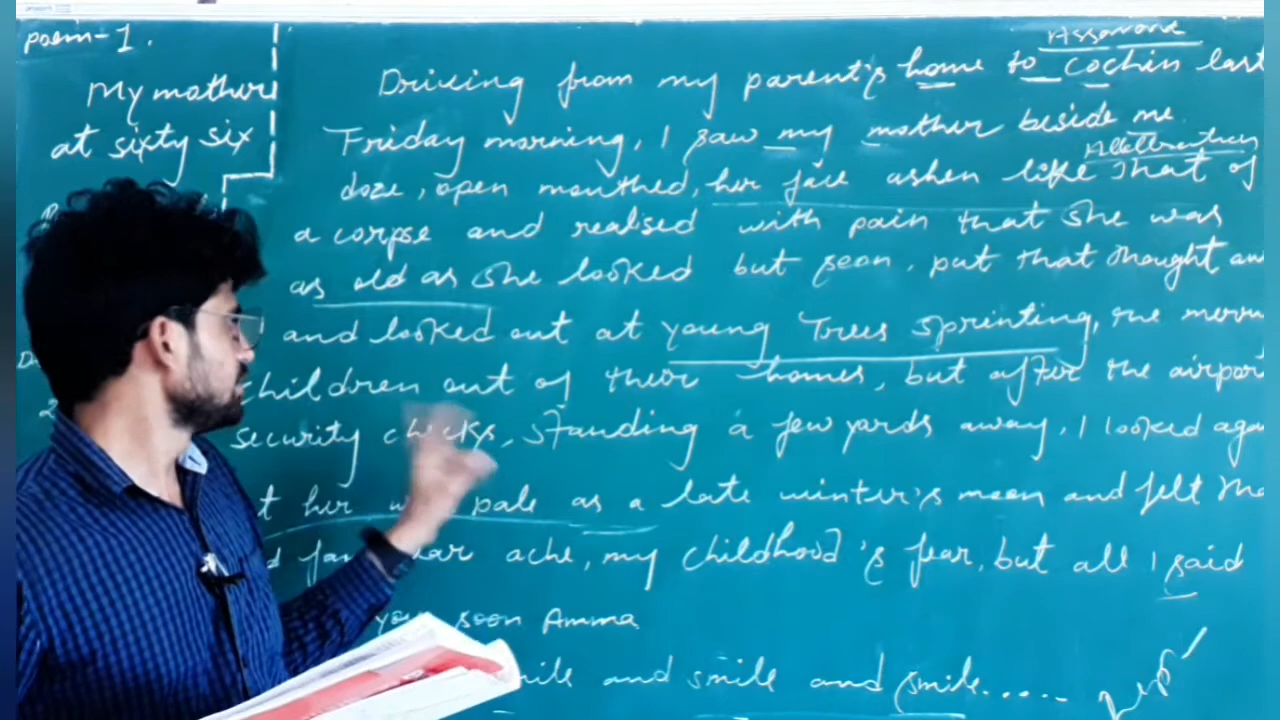 poem-1.
My mother
at sixty six
Assonance
Driving from my parent's home to cochin last
Friday morning, I saw my mother beside me.
Alliteration
doze, open mouthed, her face ashen like that of
a corpse and realised with pain that she was
as old as she looked but soon, put that thought
and looked out at young Trees sprinting, the
children out of their homes, but after the airport
security checks, standing a few yards away, I looked
her pale as a late winter's moon and felt
ache, my childhood's fear, but all I said
soon Amma
and smile and smile.....